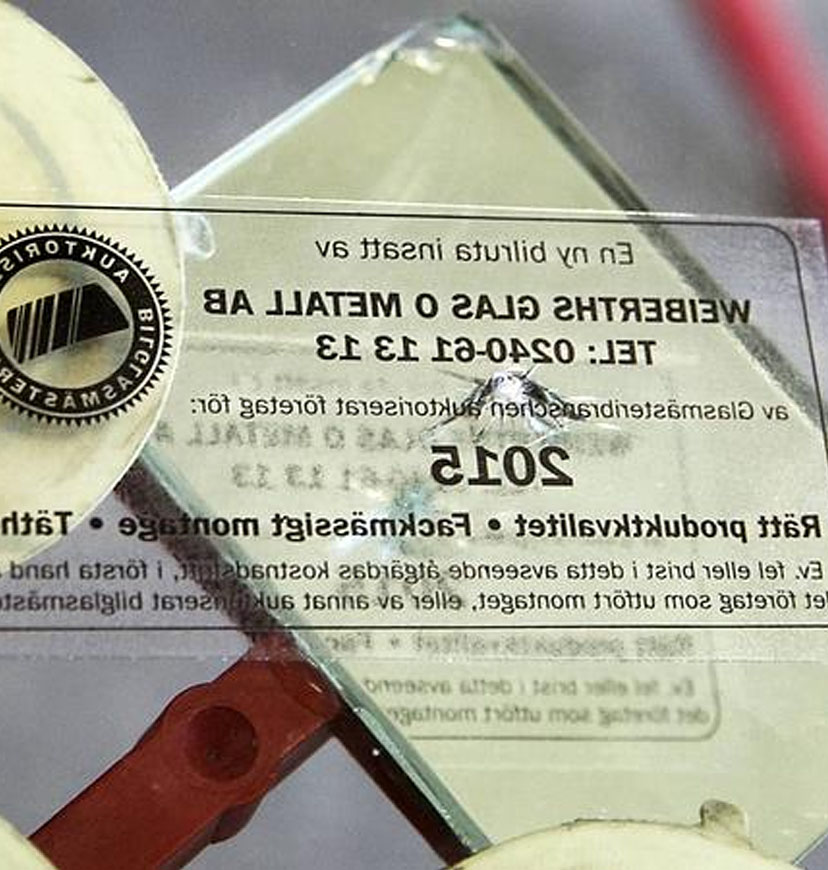 AUKTORIS
BILGLASMÄSTER
En ny bilruta insatt av
WEIBERTHS GLAS O METALL AB
TEL: 0240-61 13 13
av Glasmästeribranschen auktoriserat företag för:
2015
Rätt produktkvalitet • Fackmässigt montage • Täth
Ev. fel eller brist i detta avseende åtgärdas kostnadsfritt, i första hand
det företag som utfört montaget, eller av annat auktoriserat bilglasmäste